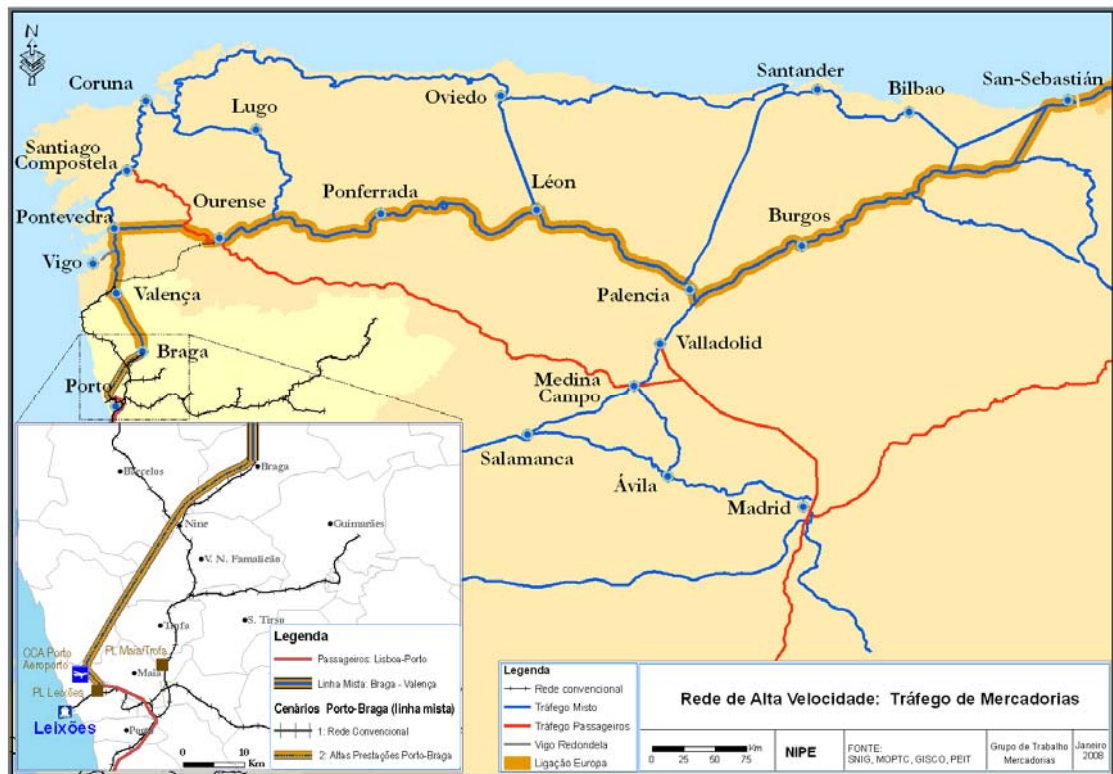 N
Coruna
Lugo
Oviedo
Santander
Bilbao
San-Sebastián
Santiago
Compostela
Ourense
Ponferrada
Léon
Burgos
Pontevedra
Vigo
Valença
Palencia
Braga
Valladolid
Porto
Medina
Campo
Salamanca
Ávila
Madrid
Barcelos
Braga
Nine
Guimarães
V. N. Famalicão
Trofa
S. Tirso
CCA Porto
Aeroporto
PL Maia/Trofa
Maia
PL Leixões
Leixões
Porto
0 10
Km
Legenda
Passageiros: Lisboa-Porto
Linha Mista: Braga - Valença
Cenários Porto-Braga (linha mista)
1: Rede Convencional
2: Altas Prestações Porto-Braga
Legenda
Rede convencional
Tráfego Misto
Tráfego Passageiros
Vigo Redondela
Ligação Europa
Rede de Alta Velocidade: Tráfego de Mercadorias
0 25 50 75 Km
NIPE
FONTE:
SNIG, MOPTC, GISCO, PEIT
Grupo de Trabalho
Mercadorias
Janeiro
2008